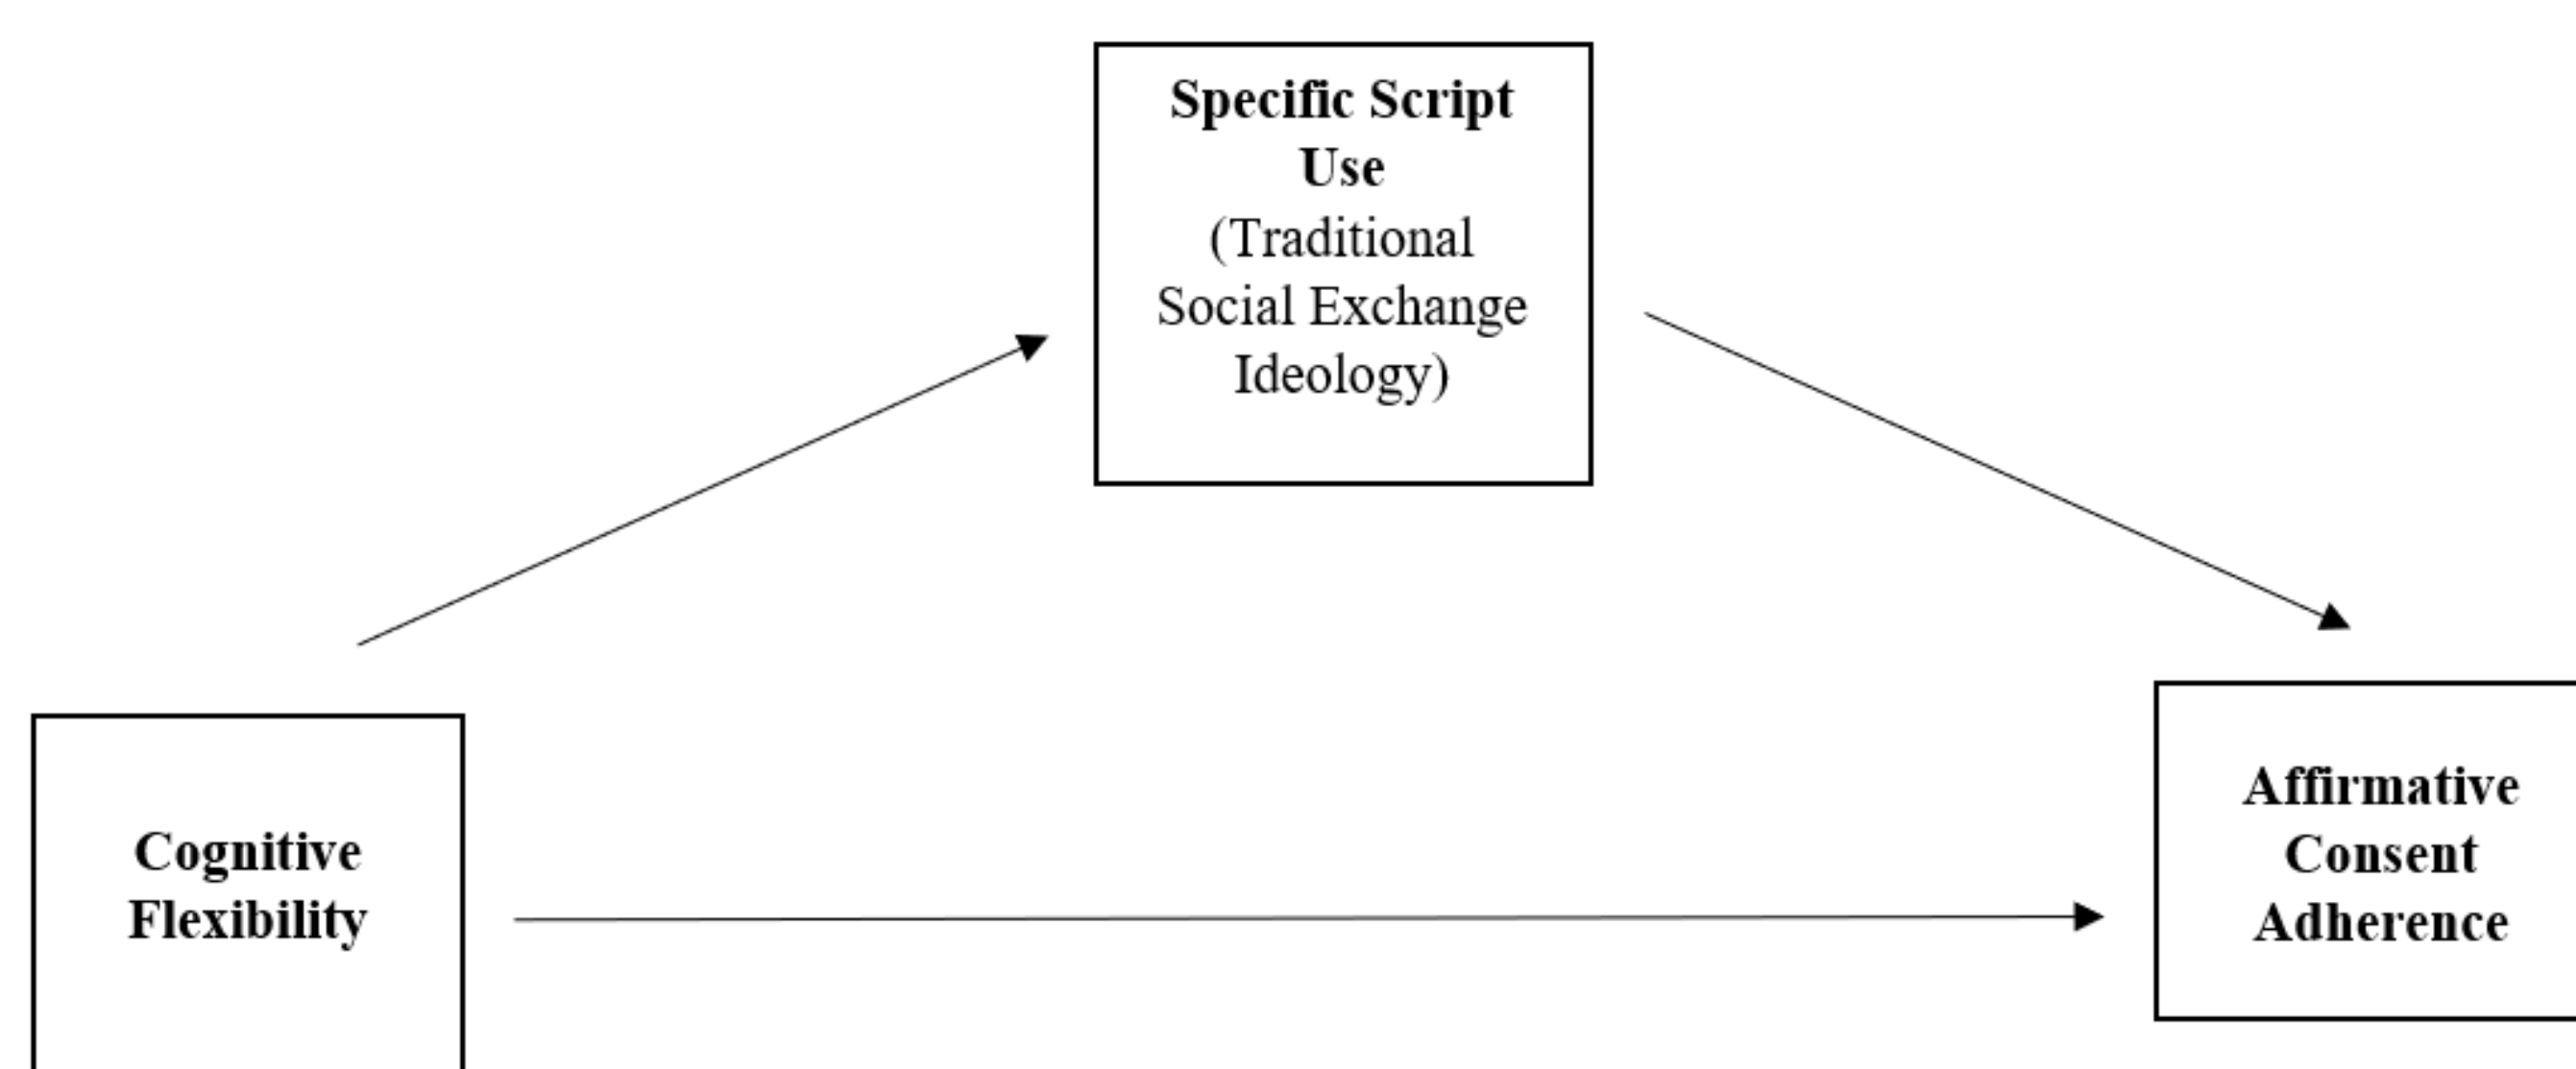 Specific Script
Use
(Traditional
Social Exchange
Ideology)
Cognitive
Flexibility
Affirmative
Consent
Adherence